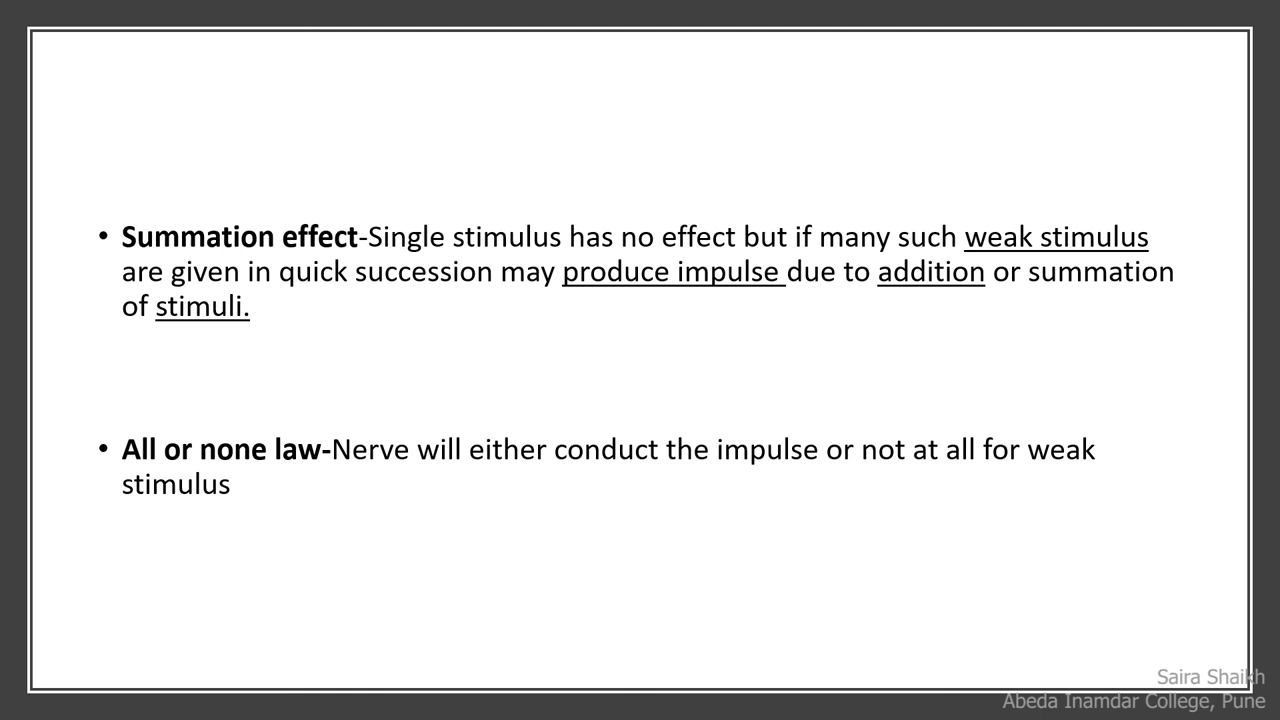 • Summation effect-Single stimulus has no effect but if many such weak stimulus
are given in quick succession may produce impulse due to addition or summation
of stimuli.
• All or none law-Nerve will either conduct the impulse or not at all for weak
stimulus
Saira Shaikh
Abeda Inamdar College, Pune